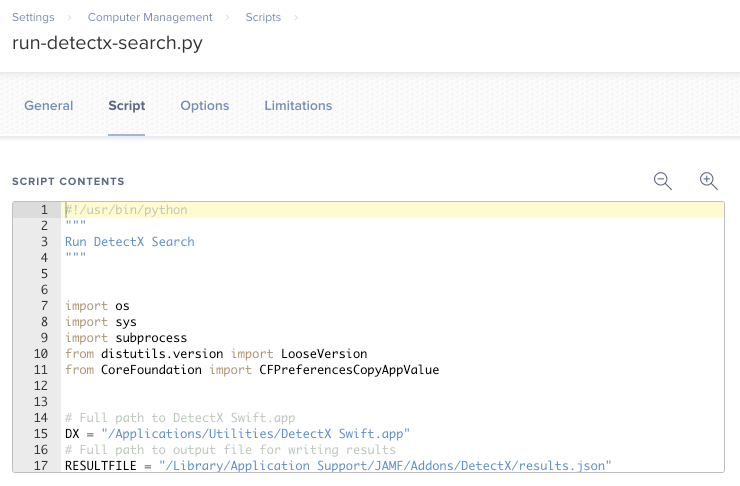 Settings > Computer Management > Scripts >
run-detectx-search.py
General Script Options Limitations
SCRIPT CONTENTS
1 #!/usr/bin/python
2 """
3 Run DetectX Search
4 """
5
6
7 import os
8 import sys
9 import subprocess
10 from distutils.version import LooseVersion
11 from CoreFoundation import CFPreferencesCopyAppValue
12
13
14 # Full path to DetectX Swift.app
15 DX = "/Applications/Utilities/DetectX Swift.app"
16 # Full path to output file for writing results
17 RESULTFILE = "/Library/Application Support/JAMF/Addons/DetectX/results.json"